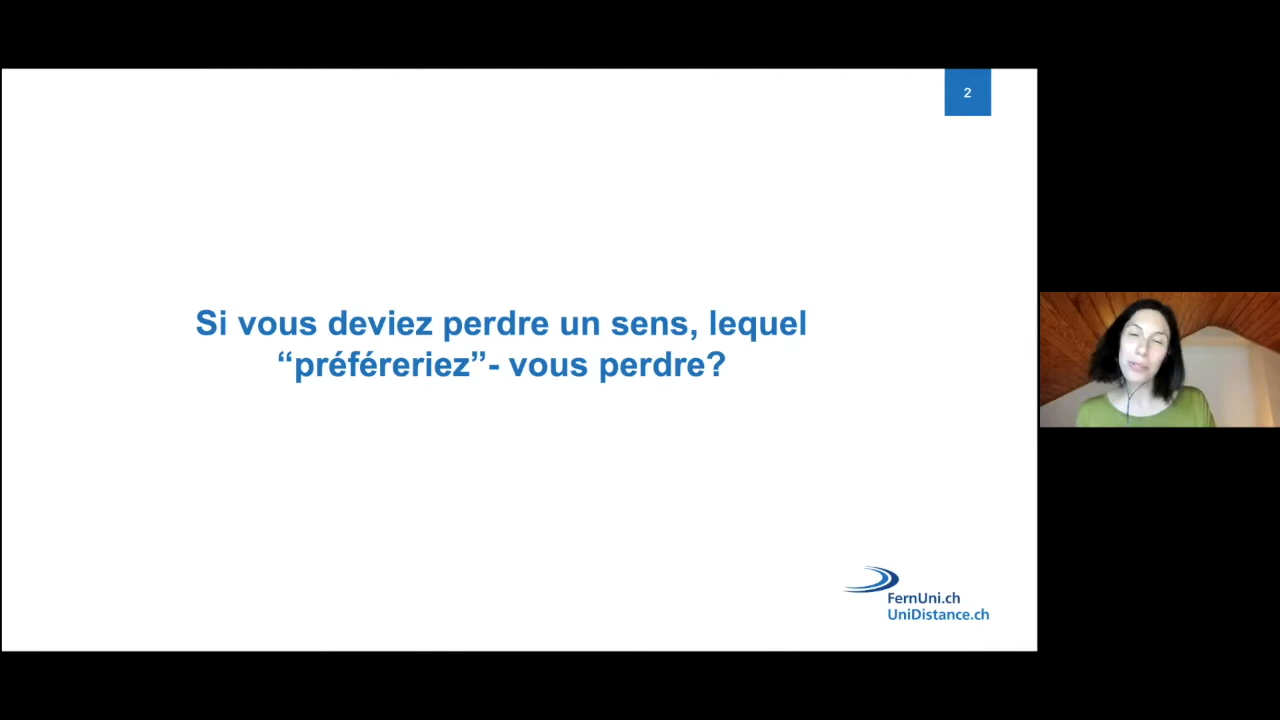 2
Si vous deviez perdre un sens, lequel
“préféreriez”- vous perdre?
FernUni.ch
UniDistance.ch